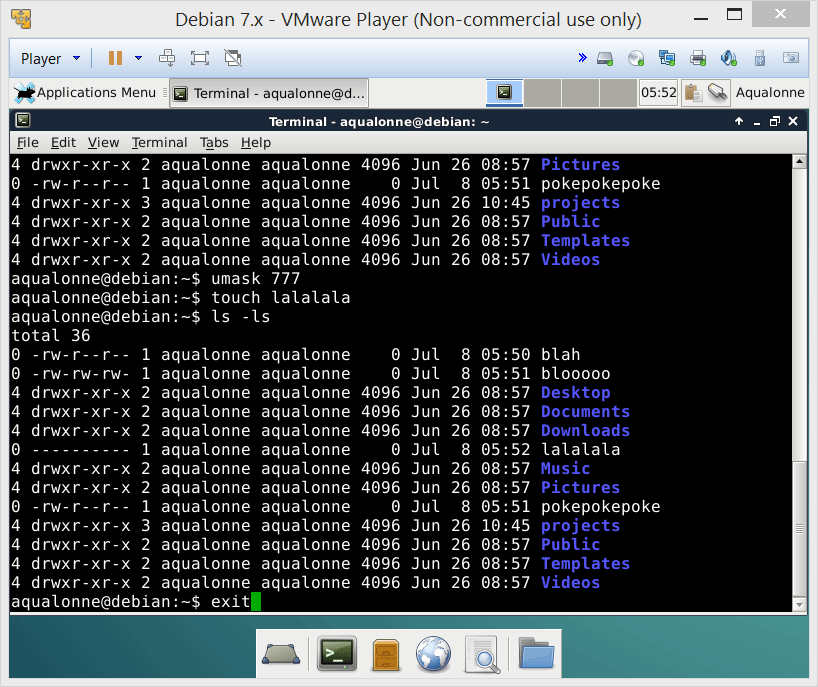 Debian 7.x - VMware Player (Non-commercial use only)
Player
Applications Menu
Terminal - aqualonne@d...
05:52
Aqualonne
Terminal - aqualonne@debian: ~
File Edit View Terminal Tabs Help
4 drwxr-xr-x 2 aqualonne aqualonne 4096 Jun 26 08:57 Pictures
0 -rw-r--r-- 1 aqualonne aqualonne    0 Jul  8 05:51 pokepokepoke
4 drwxr-xr-x 3 aqualonne aqualonne 4096 Jun 26 10:45 projects
4 drwxr-xr-x 2 aqualonne aqualonne 4096 Jun 26 08:57 Public
4 drwxr-xr-x 2 aqualonne aqualonne 4096 Jun 26 08:57 Templates
4 drwxr-xr-x 2 aqualonne aqualonne 4096 Jun 26 08:57 Videos
aqualonne@debian:~$ umask 777
aqualonne@debian:~$ touch lalalala
aqualonne@debian:~$ ls -ls
total 36
0 -rw-r--r-- 1 aqualonne aqualonne    0 Jul  8 05:50 blah
0 -rw-rw-rw- 1 aqualonne aqualonne    0 Jul  8 05:51 blooooo
4 drwxr-xr-x 2 aqualonne aqualonne 4096 Jun 26 08:57 Desktop
4 drwxr-xr-x 2 aqualonne aqualonne 4096 Jun 26 08:57 Documents
4 drwxr-xr-x 2 aqualonne aqualonne 4096 Jun 26 08:57 Downloads
0 ---------- 1 aqualonne aqualonne    0 Jul  8 05:52 lalalala
4 drwxr-xr-x 2 aqualonne aqualonne 4096 Jun 26 08:57 Music
4 drwxr-xr-x 2 aqualonne aqualonne 4096 Jun 26 08:57 Pictures
0 -rw-r--r-- 1 aqualonne aqualonne    0 Jul  8 05:51 pokepokepoke
4 drwxr-xr-x 3 aqualonne aqualonne 4096 Jun 26 10:45 projects
4 drwxr-xr-x 2 aqualonne aqualonne 4096 Jun 26 08:57 Public
4 drwxr-xr-x 2 aqualonne aqualonne 4096 Jun 26 08:57 Templates
4 drwxr-xr-x 2 aqualonne aqualonne 4096 Jun 26 08:57 Videos
aqualonne@debian:~$ exit